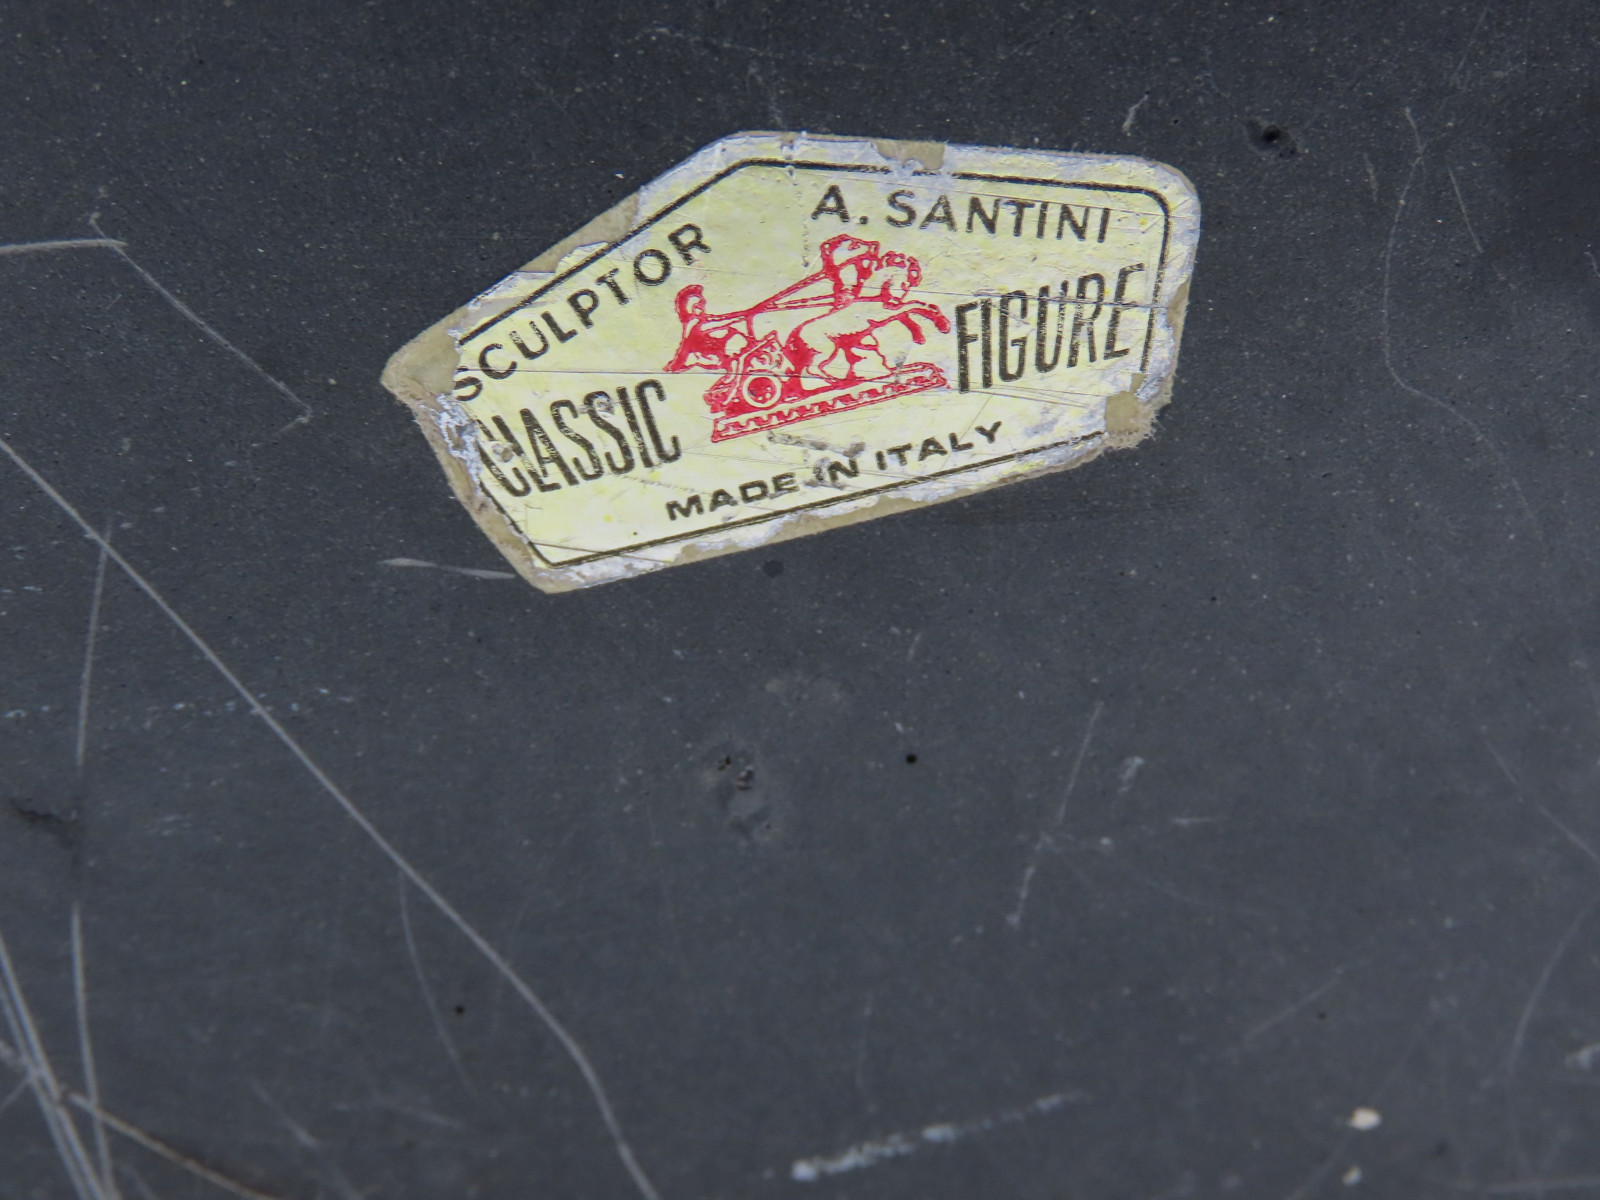 SCULPTOR A. SANTINI
CLASSIC FIGURE
MADE IN ITALY